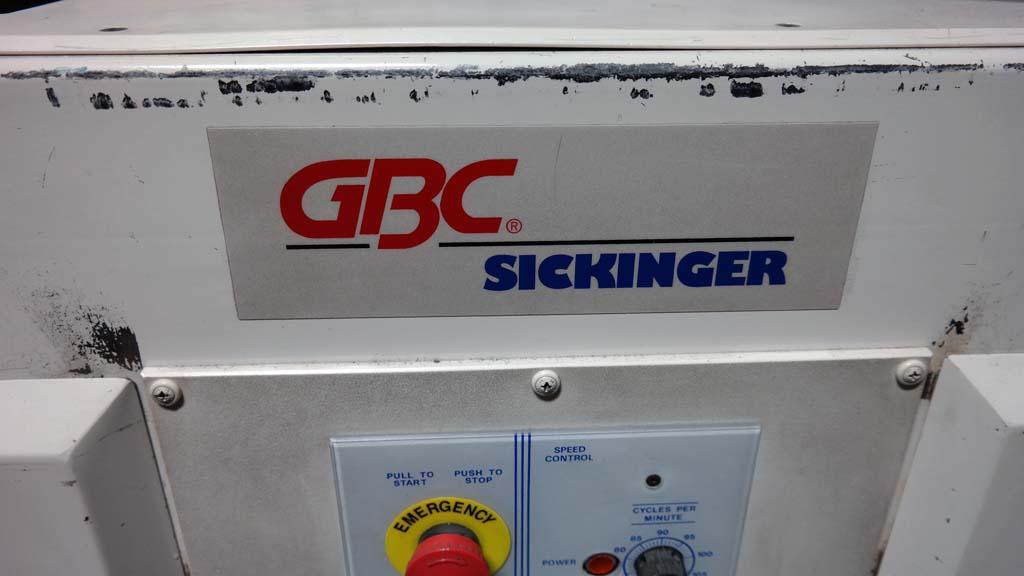 GBC®
SICKINGER
SPEED
CONTROL
PULL TO
START
PUSH TO
STOP
EMERGENCY
CYCLES PER
MINUTE
POWER
80 85 90 95 100 105